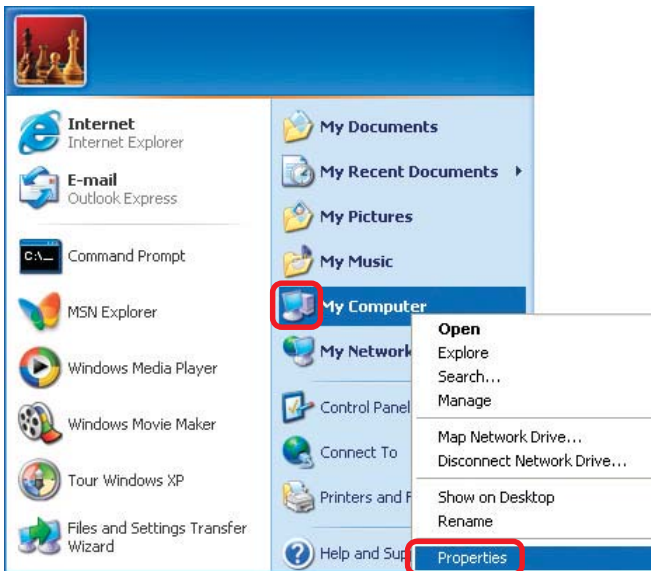 Internet
Internet Explorer
E-mail
Outlook Express
C:\_
Command Prompt
MSN Explorer
Windows Media Player
Windows Movie Maker
Tour Windows XP
Files and Settings Transfer
Wizard
My Documents
My Recent Documents
My Pictures
My Music
My Computer
My Network
Control Panel
Connect To
Printers and
Help and
Open
Explore
Search...
Manage
Map Network Drive...
Disconnect Network Drive...
Show on Desktop
Rename
Properties